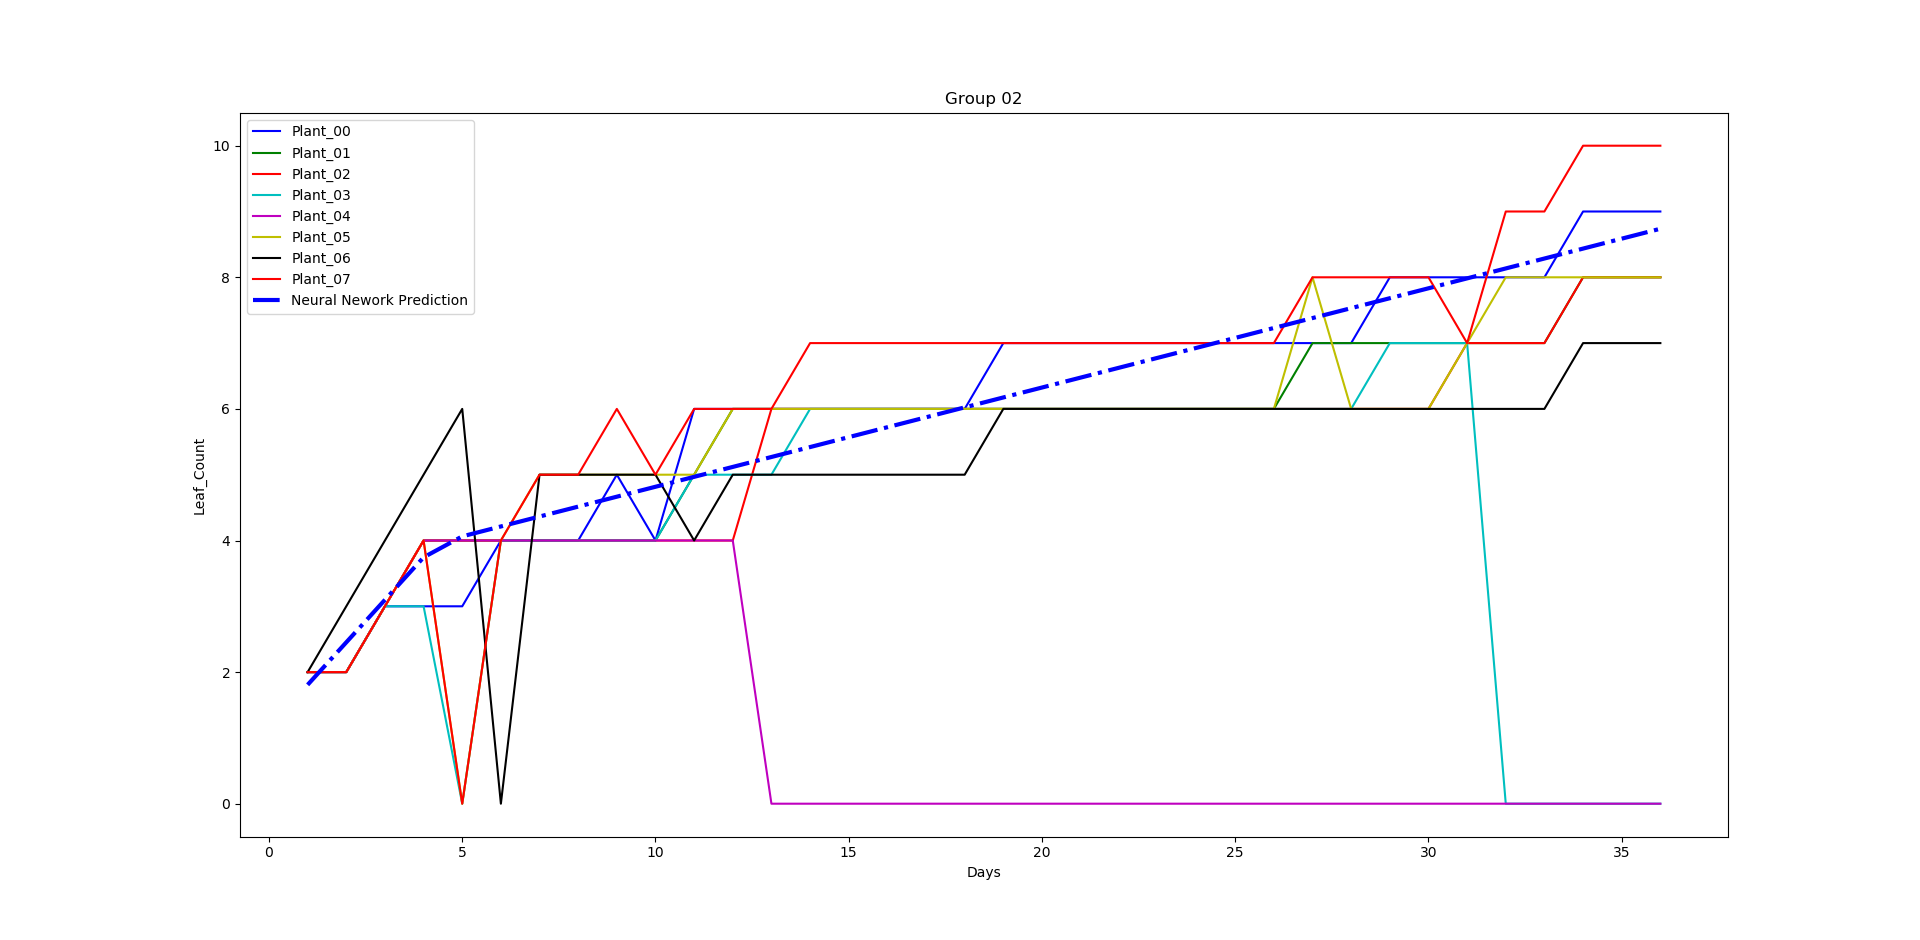 Group 02
Plant_00
Plant_01
Plant_02
Plant_03
Plant_04
Plant_05
Plant_06
Plant_07
Neural Nework Prediction
10
8
6
4
2
0
Leaf_Count
0 5 10 15 20 25 30 35
Days